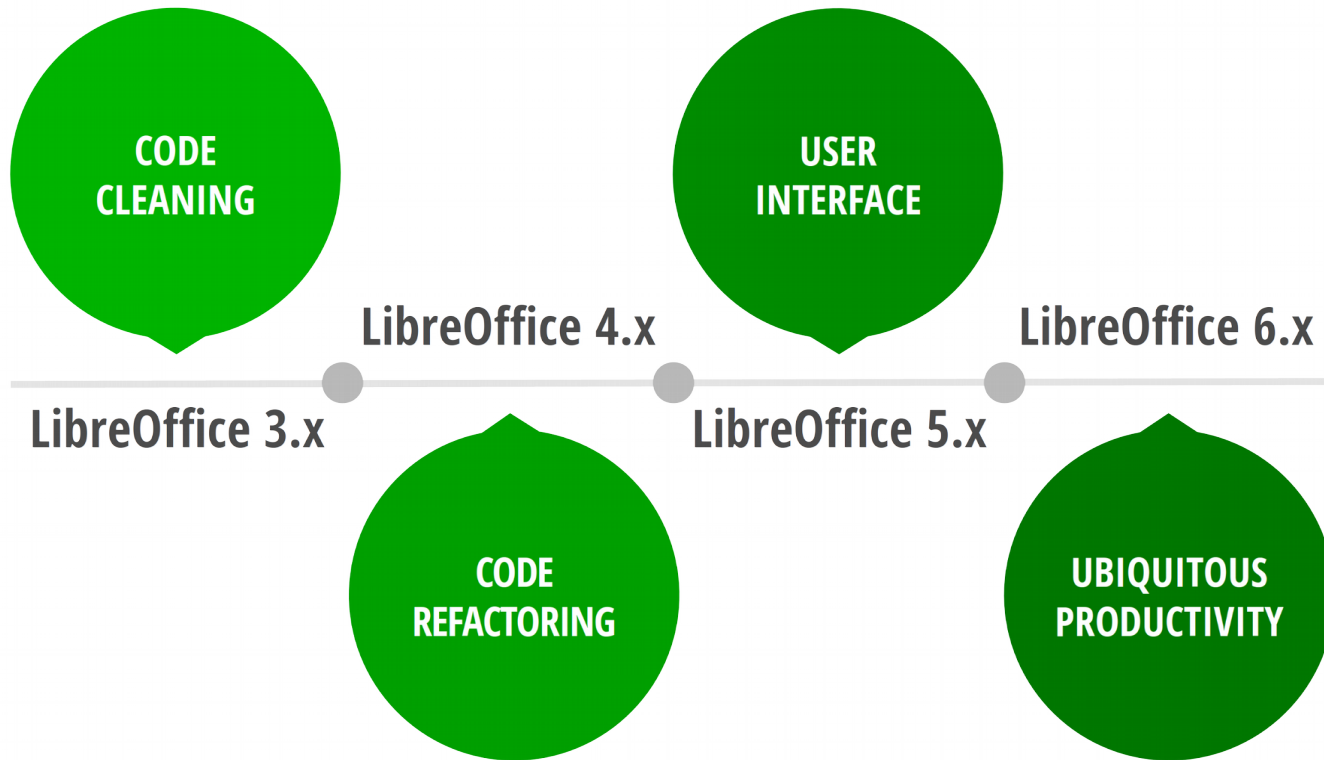 CODE
CLEANING
LibreOffice 3.x
LibreOffice 4.x
CODE
REFACTORING
USER
INTERFACE
LibreOffice 5.x
LibreOffice 6.x
UBIQUITOUS
PRODUCTIVITY